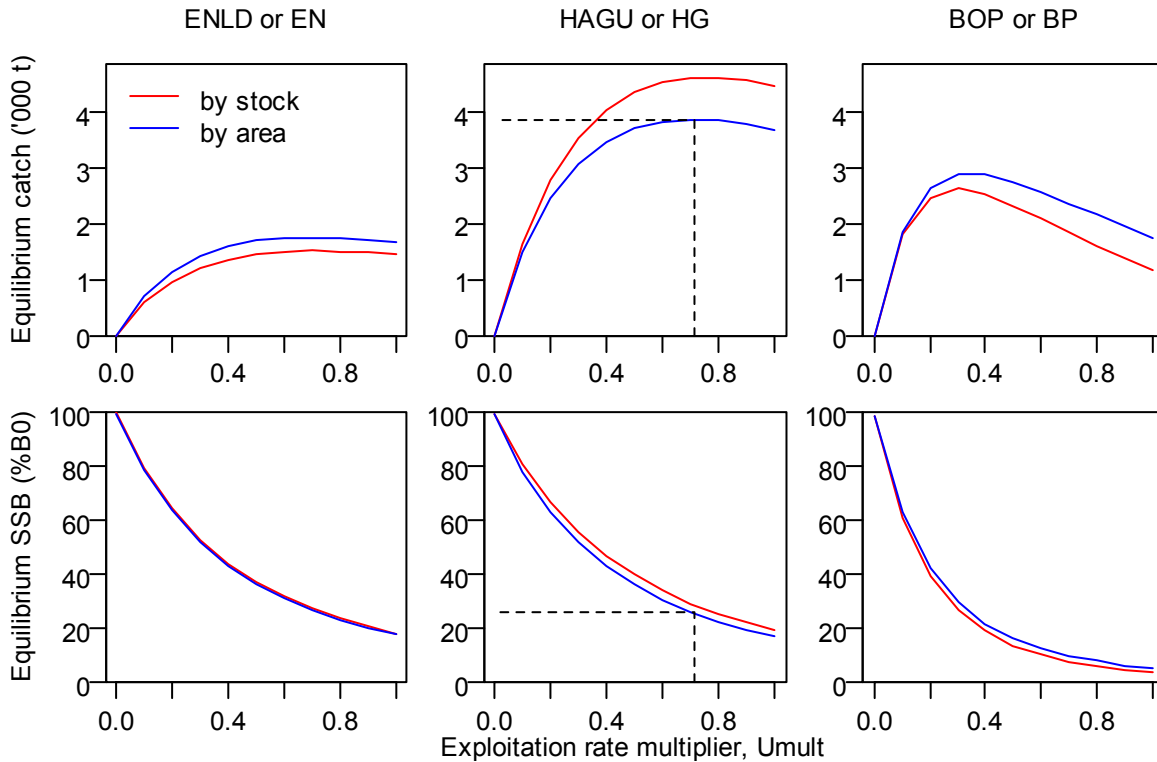 ENLD or EN
HAGU or HG
BOP or BP
Equilibrium catch ('000 t)
by stock
by area
4
3
2
1
0
0.0 0.4 0.8
4
3
2
1
0
0.0 0.4 0.8
4
3
2
1
0
0.0 0.4 0.8
Equilibrium SSB (%B0)
100
80
60
40
20
0
0.0 0.4 0.8
100
80
60
40
20
0
0.0 0.4 0.8
100
80
60
40
20
0
0.0 0.4 0.8
Exploitation rate multiplier, Umult